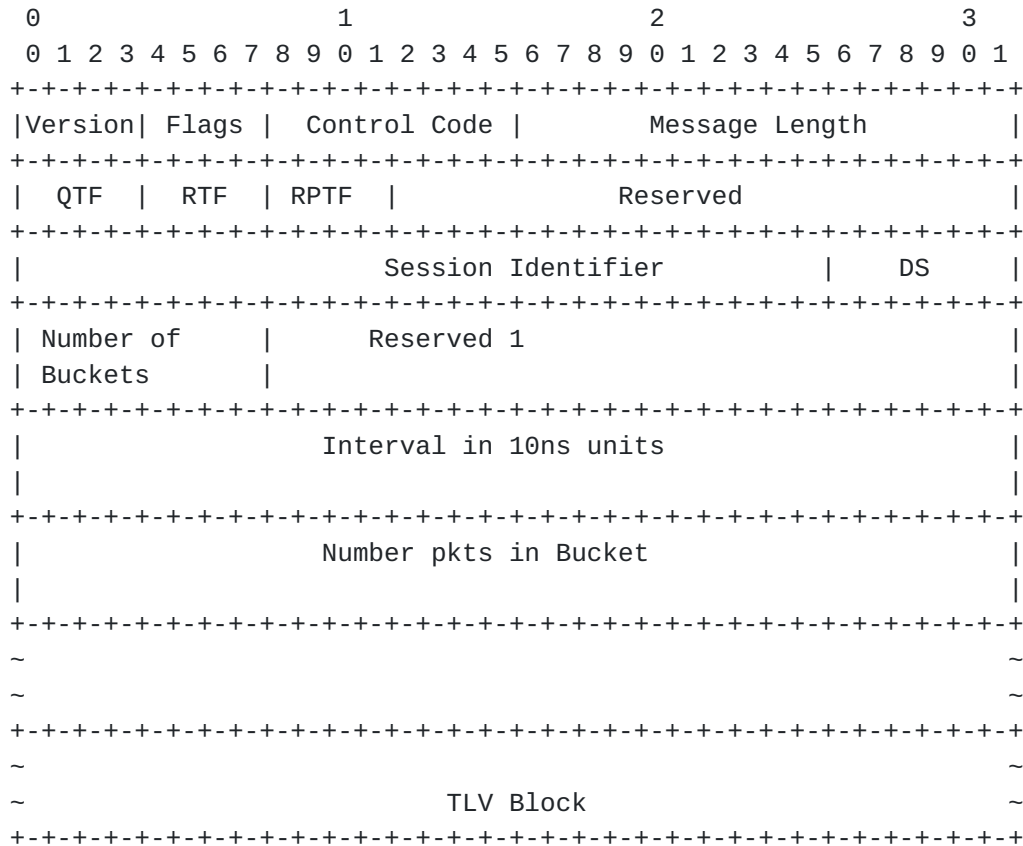 0                   1                   2                   3
 0 1 2 3 4 5 6 7 8 9 0 1 2 3 4 5 6 7 8 9 0 1 2 3 4 5 6 7 8 9 0 1
+-+-+-+-+-+-+-+-+-+-+-+-+-+-+-+-+-+-+-+-+-+-+-+-+-+-+-+-+-+-+-+-+
|Version| Flags |  Control Code |        Message Length         |
+-+-+-+-+-+-+-+-+-+-+-+-+-+-+-+-+-+-+-+-+-+-+-+-+-+-+-+-+-+-+-+-+
|  QTF  |  RTF  | RPTF  |              Reserved                 |
+-+-+-+-+-+-+-+-+-+-+-+-+-+-+-+-+-+-+-+-+-+-+-+-+-+-+-+-+-+-+-+-+
|                       Session Identifier          |    DS     |
+-+-+-+-+-+-+-+-+-+-+-+-+-+-+-+-+-+-+-+-+-+-+-+-+-+-+-+-+-+-+-+-+
| Number of     |      Reserved 1                               |
| Buckets       |                                               |
+-+-+-+-+-+-+-+-+-+-+-+-+-+-+-+-+-+-+-+-+-+-+-+-+-+-+-+-+-+-+-+-+
|                   Interval in 10ns units                      |
|                                                               |
+-+-+-+-+-+-+-+-+-+-+-+-+-+-+-+-+-+-+-+-+-+-+-+-+-+-+-+-+-+-+-+-+
|                   Number pkts in Bucket                       |
|                                                               |
+-+-+-+-+-+-+-+-+-+-+-+-+-+-+-+-+-+-+-+-+-+-+-+-+-+-+-+-+-+-+-+-+
~                                                               ~
~                                                               ~
+-+-+-+-+-+-+-+-+-+-+-+-+-+-+-+-+-+-+-+-+-+-+-+-+-+-+-+-+-+-+-+-+
~                                                               ~
~                           TLV Block                           ~
+-+-+-+-+-+-+-+-+-+-+-+-+-+-+-+-+-+-+-+-+-+-+-+-+-+-+-+-+-+-+-+-+